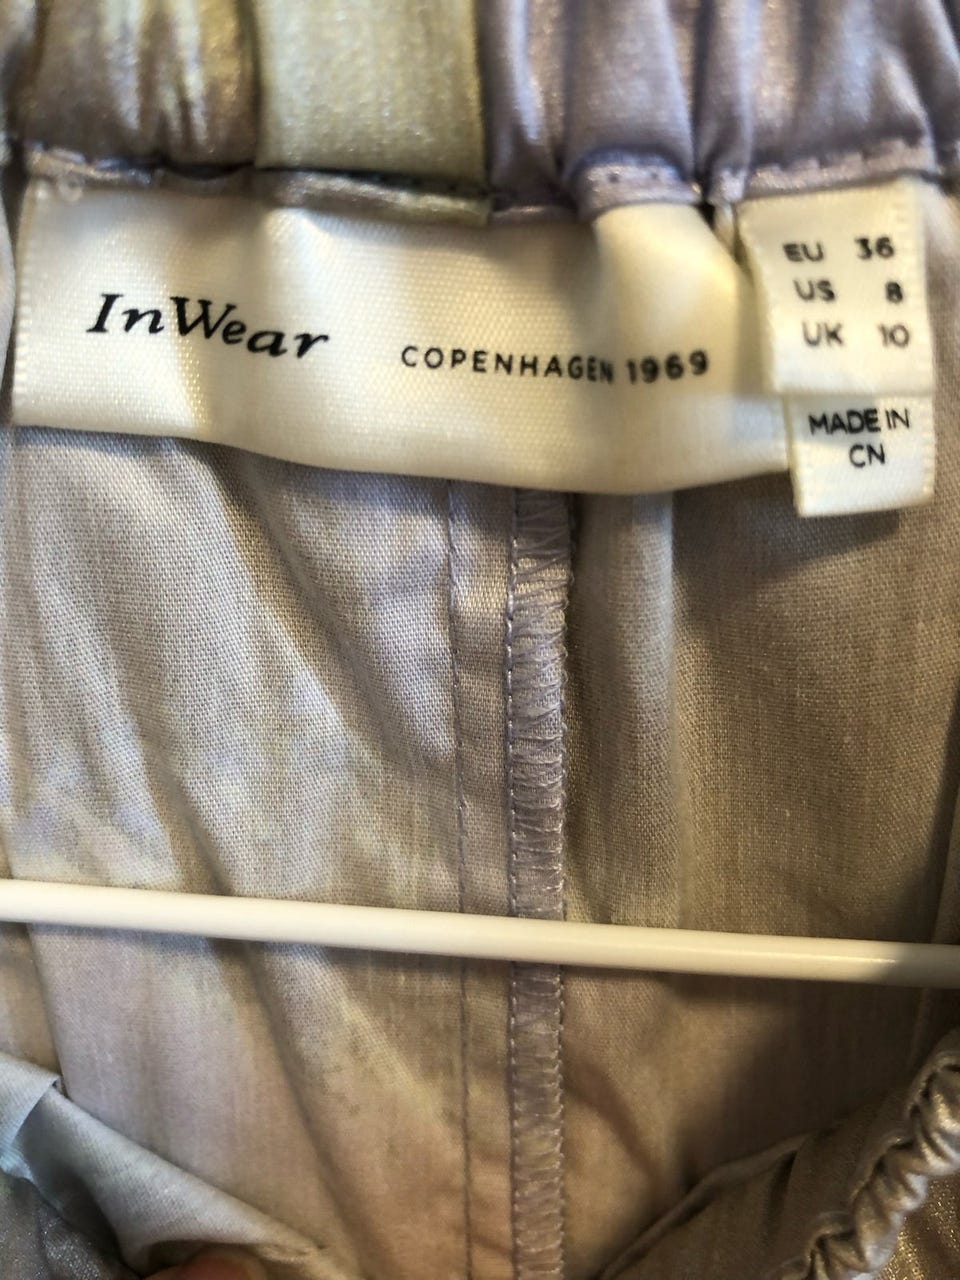 InWear COPENHAGEN 1969
EU 36
US 8
UK 10
MADE IN
CN